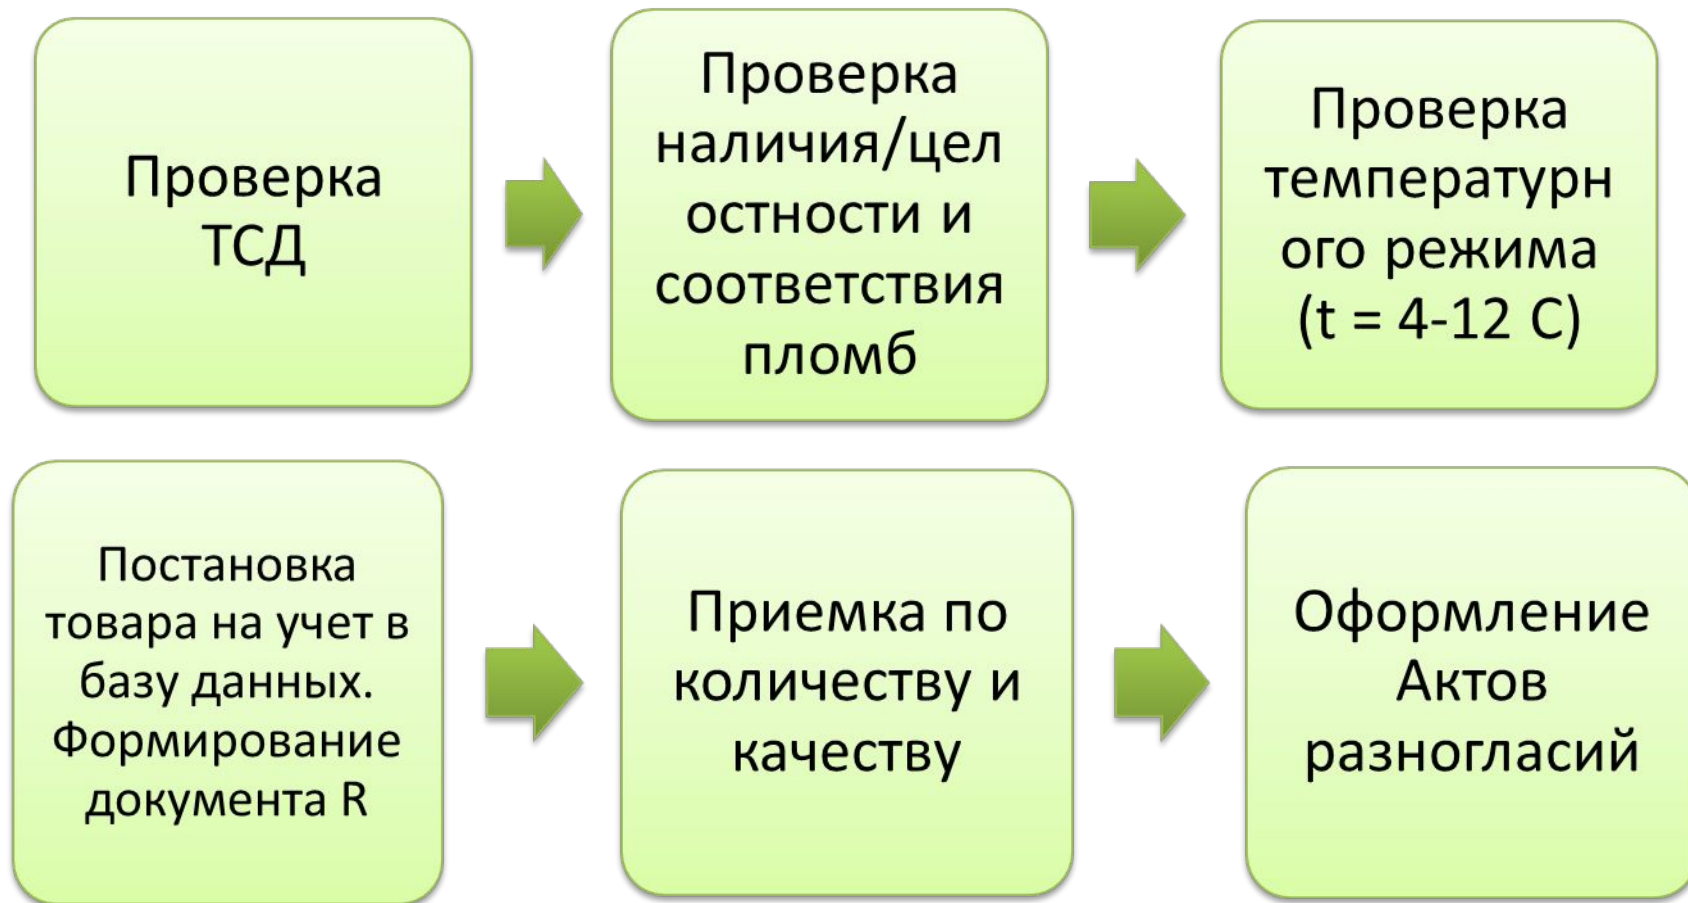 Проверка
ТСД
Проверка
наличия/цел
остности и
соответствия
пломб
Проверка
температурн
ого режима
(t = 4-12 С)
Постановка
товара на учет в
базу данных.
Формирование
документа R
Приемка по
количеству и
качеству
Оформление
Актов
разногласий